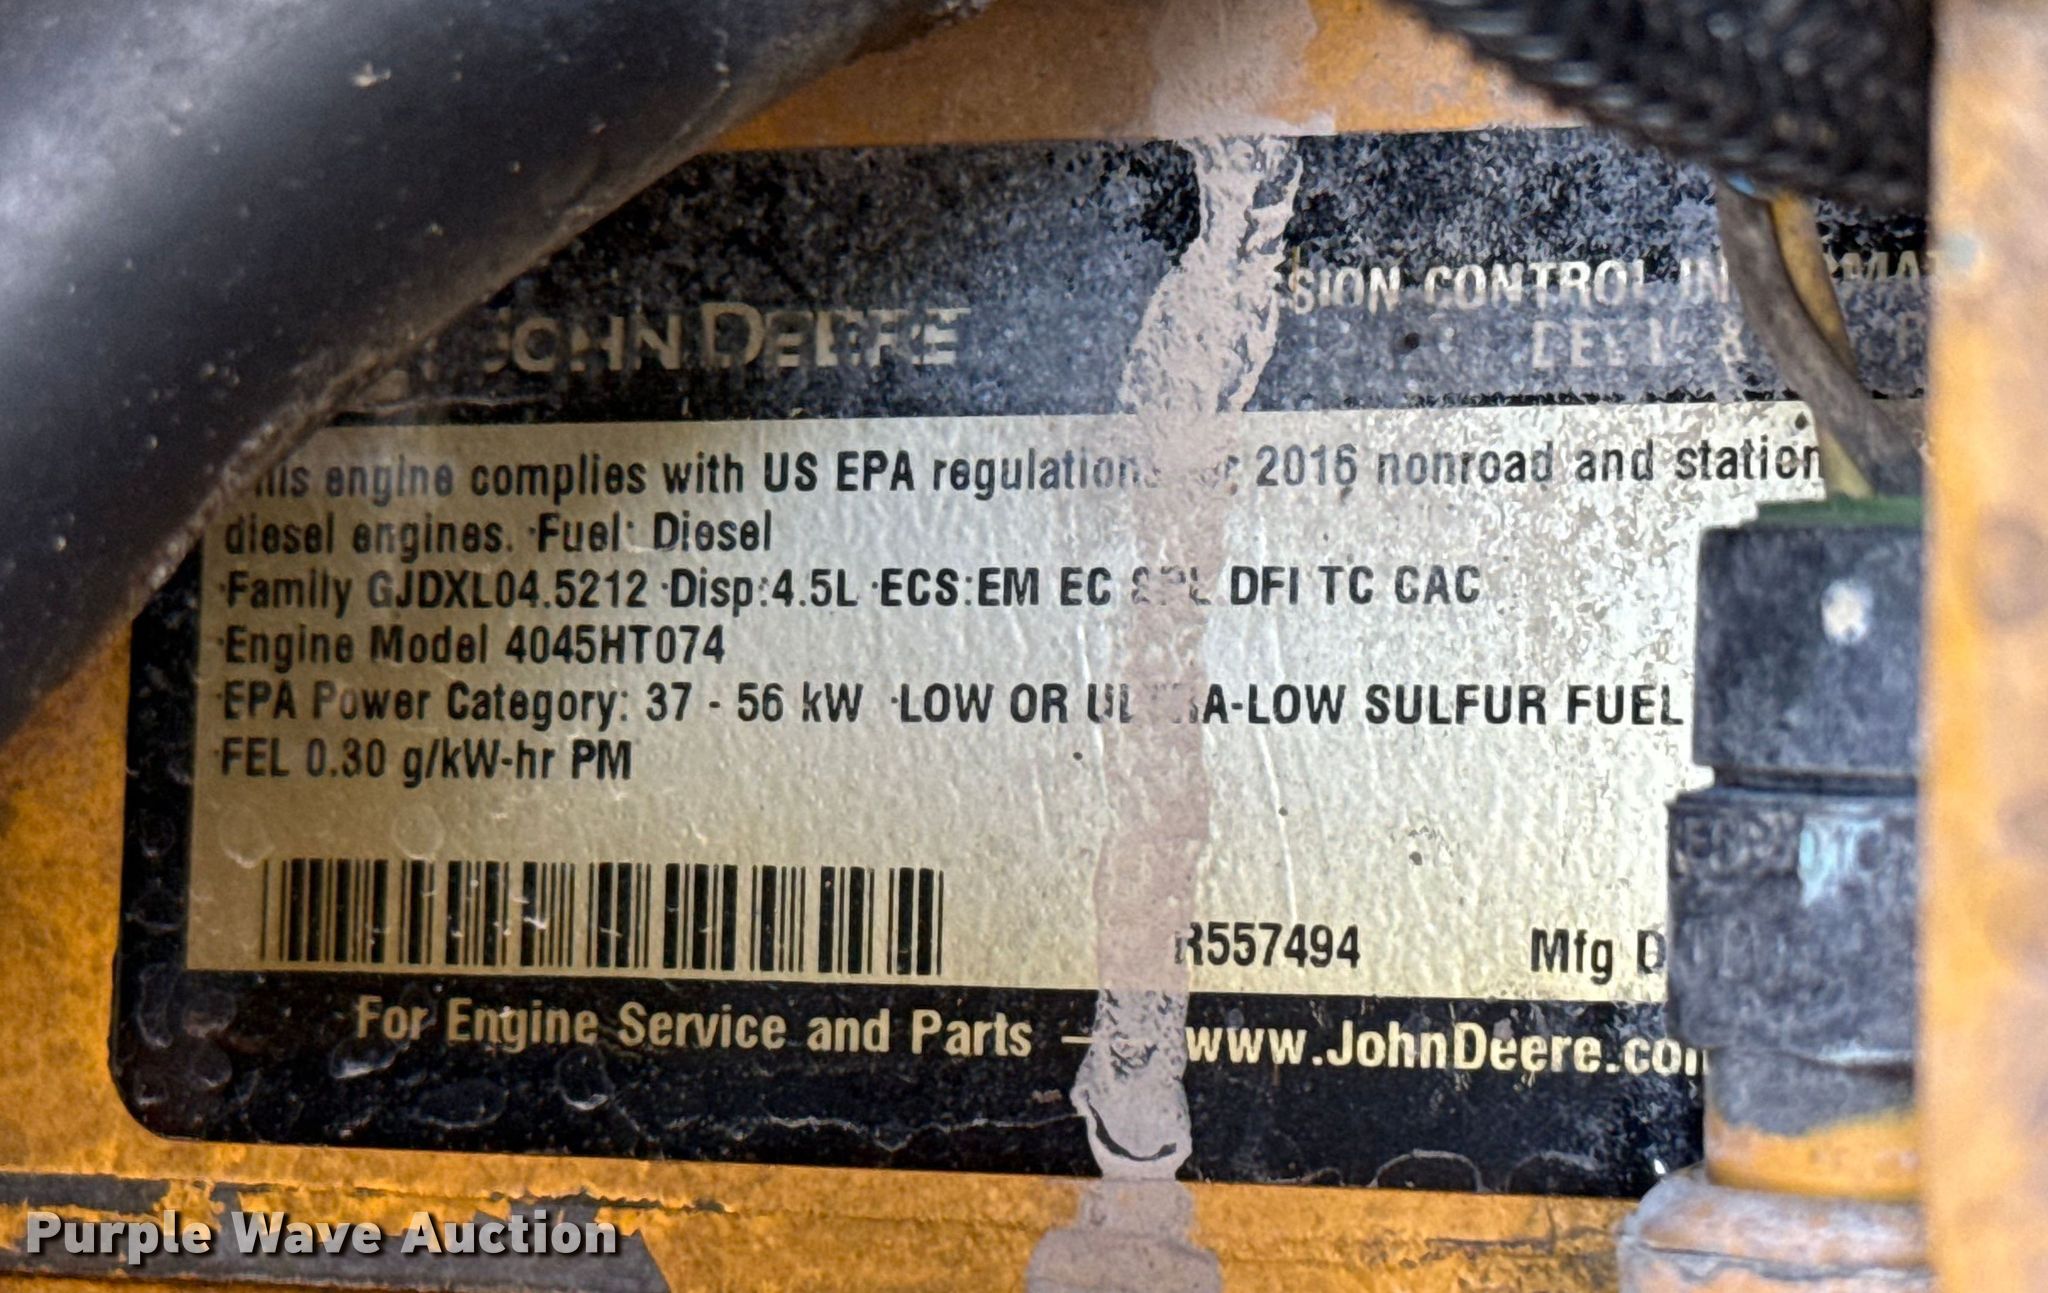 JOHN DEERE
CONTROL
engine complies with US EPA regulations 2016 nonroad and station
diesel engines. ·Fuel: Diesel
·Family GJDXL04.5212 ·Disp:4.5L ·ECS:EM EC SPL DFI TC CAC
·Engine Model 4045HT074
·EPA Power Category: 37 - 56 kW ·LOW OR ULTRA-LOW SULFUR FUEL
·FEL 0.30 g/kW-hr PM
R557494 Mfg D
For Engine Service and Parts – www.JohnDeere.com
Purple Wave Auction